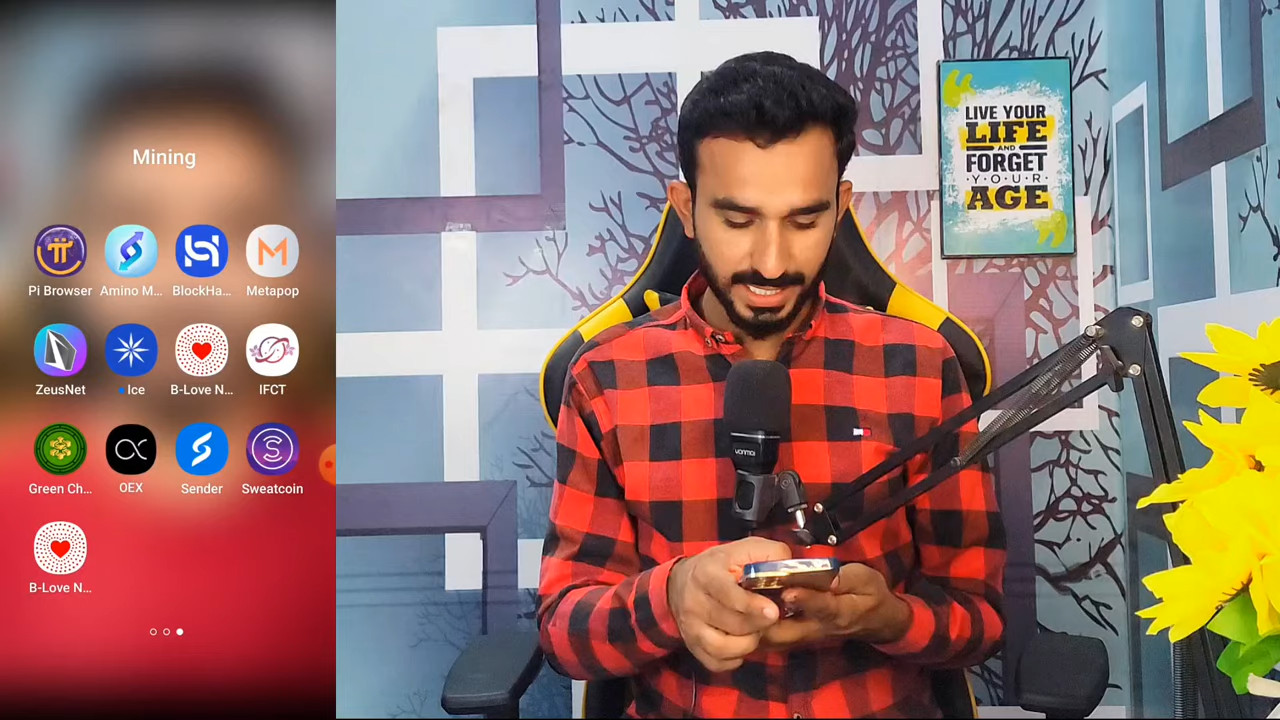 Mining
Pi Browser
Amino M...
BlockHa...
Metapop
ZeusNet
Ice
B-Love N...
IFCT
Green Ch...
OEX
Sender
Sweatcoin
B-Love N...
LIVE YOUR
LIFE
AND
FORGET
·Y·O·U·R·
AGE
VONMAI